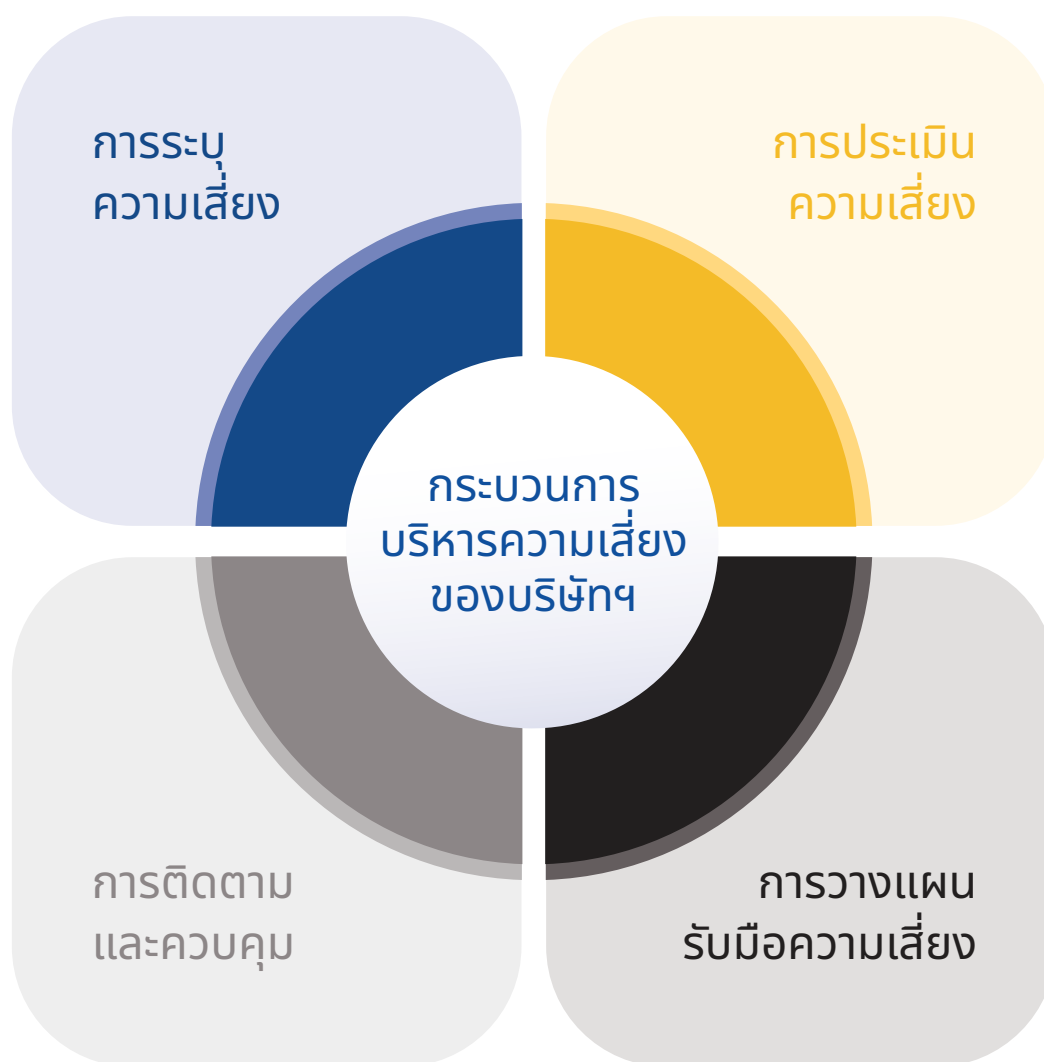 การระบุ
ความเสี่ยง
การประเมิน
ความเสี่ยง
กระบวนการ
บริหารความเสี่ยง
ของบริษัทฯ
การติดตาม
และควบคุม
การวางแผน
รับมือความเสี่ยง